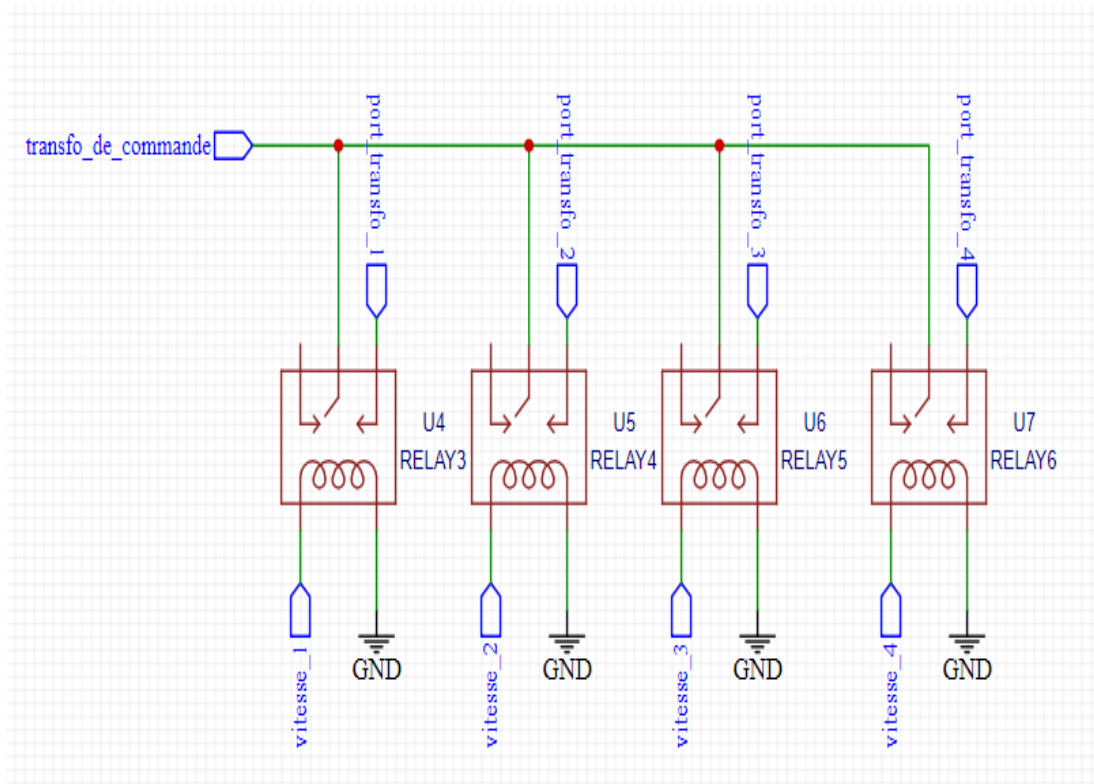 transfo_de_commande
port_transfo_1
port_transfo_2
port_transfo_3
port_transfo_4
U4
RELAY3
U5
RELAY4
U6
RELAY5
U7
RELAY6
vitesse_1
GND
vitesse_2
GND
vitesse_3
GND
vitesse_4
GND